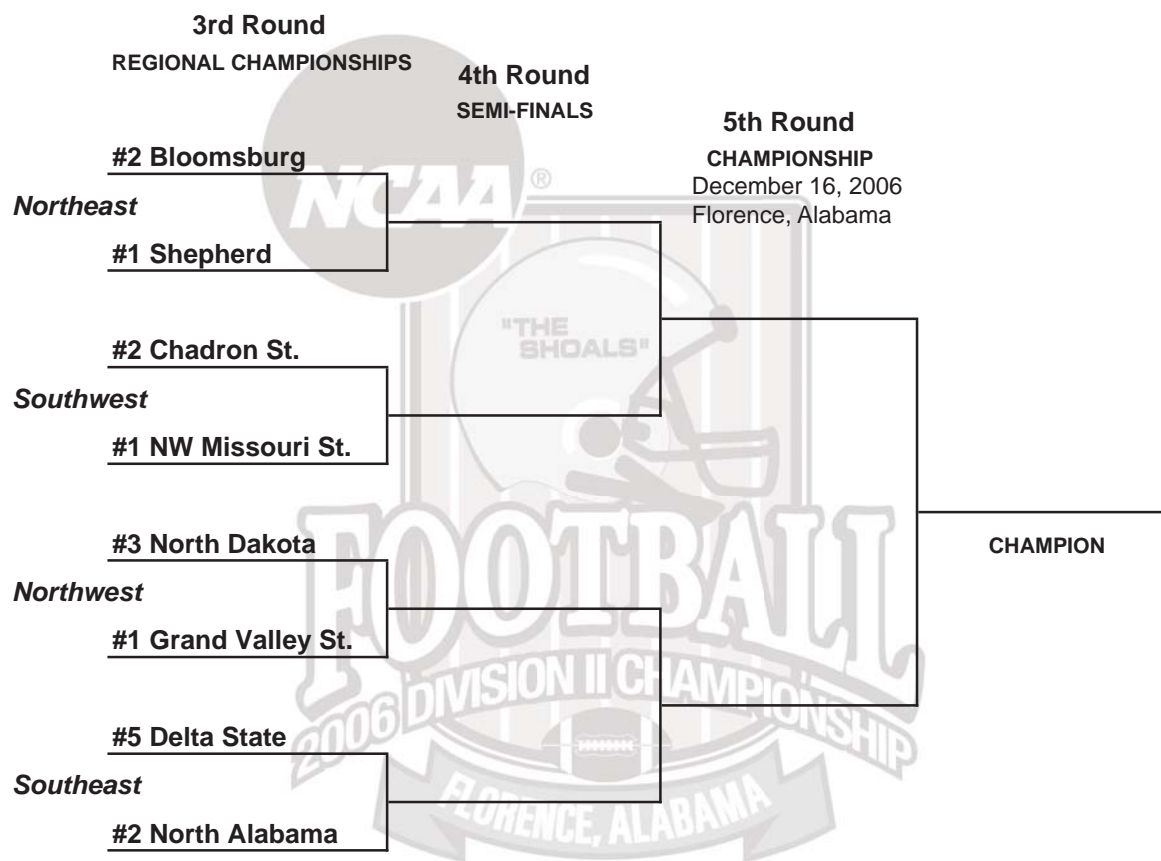 3rd Round
REGIONAL CHAMPIONSHIPS
4th Round
SEMI-FINALS
5th Round
CHAMPIONSHIP
December 16, 2006
Florence, Alabama
#2 Bloomsburg
Northeast
#1 Shepherd
#2 Chadron St.
Southwest
#1 NW Missouri St.
#3 North Dakota
Northwest
#1 Grand Valley St.
#5 Delta State
Southeast
#2 North Alabama
CHAMPION
NCAA®
"THE
SHOALS"
FOOTBALL
2006 DIVISION II CHAMPIONSHIP
FLORENCE, ALABAMA